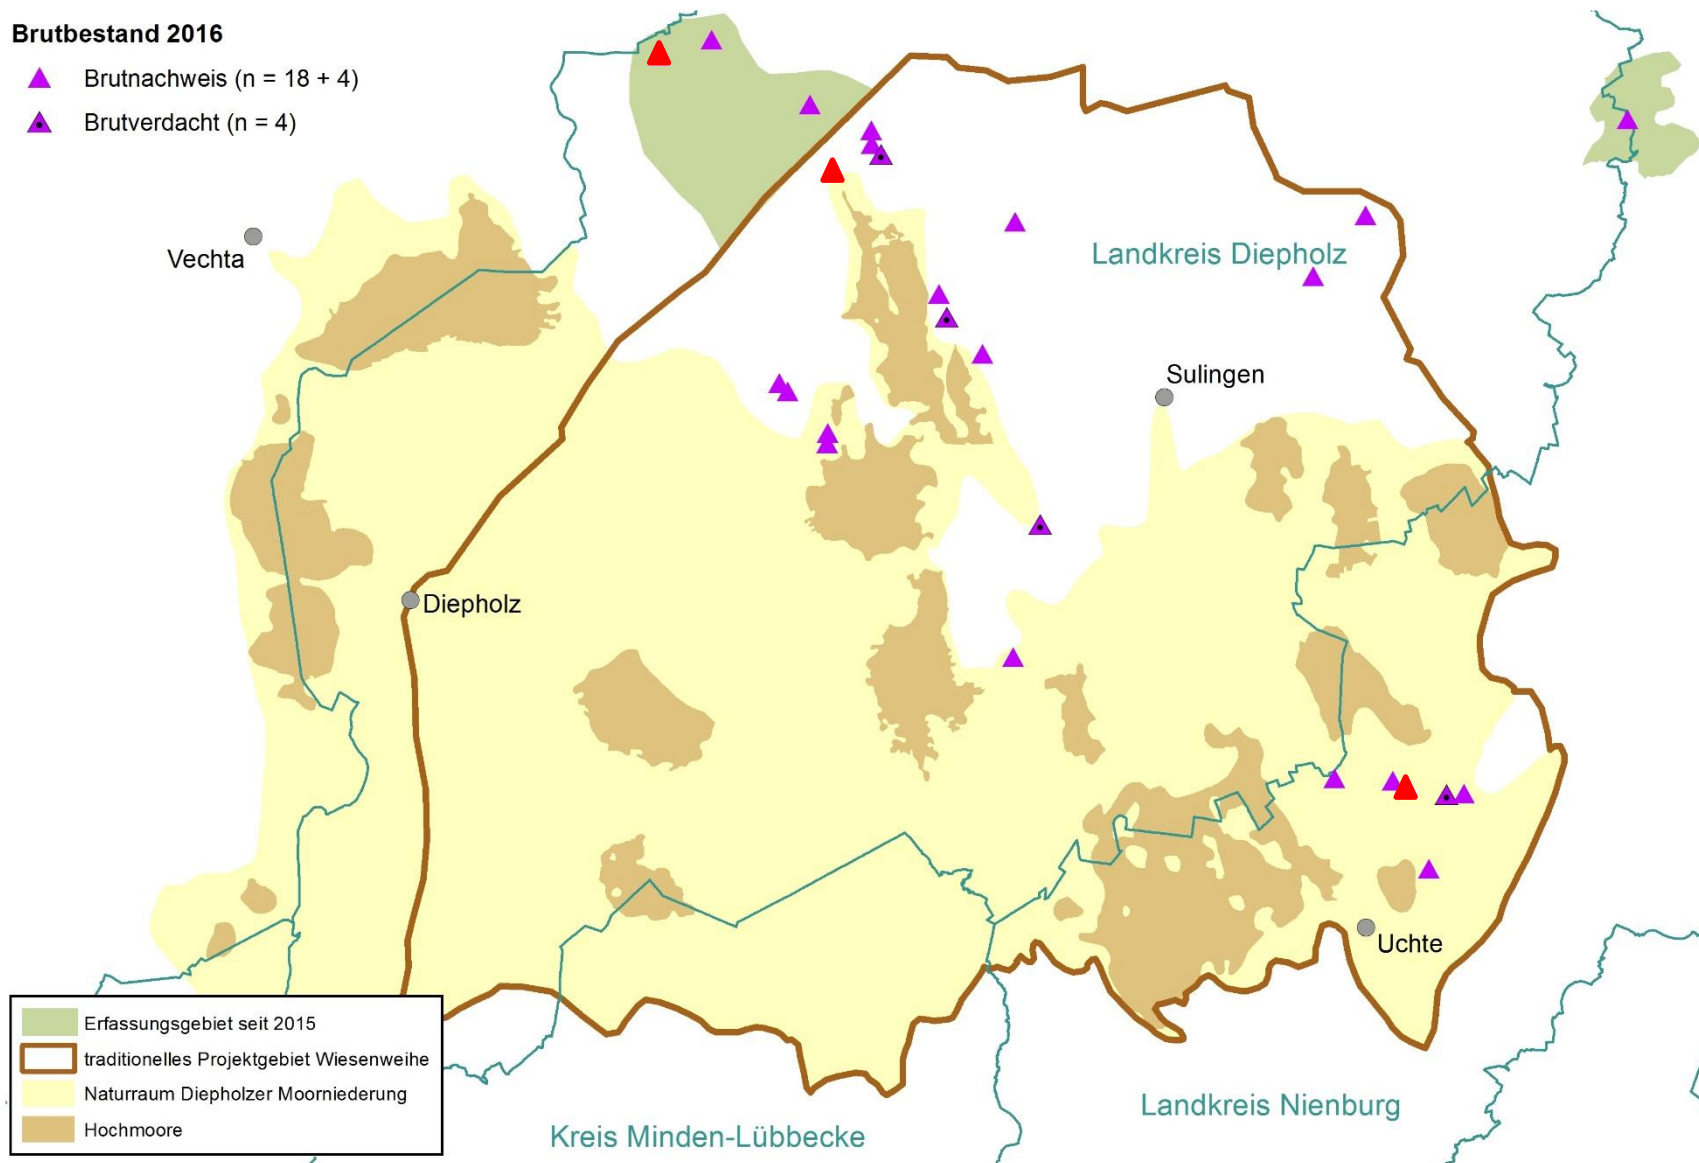 Brutbestand 2016
Brutnachweis (n = 18 + 4)
Brutverdacht (n = 4)
Vechta
Landkreis Diepholz
Sulingen
Diepholz
Uchte
Erfassungsgebiet seit 2015
traditionelles Projektgebiet Wiesenweihe
Naturraum Diepholzer Moorniederung
Hochmoore
Landkreis Nienburg
Kreis Minden-Lübbecke